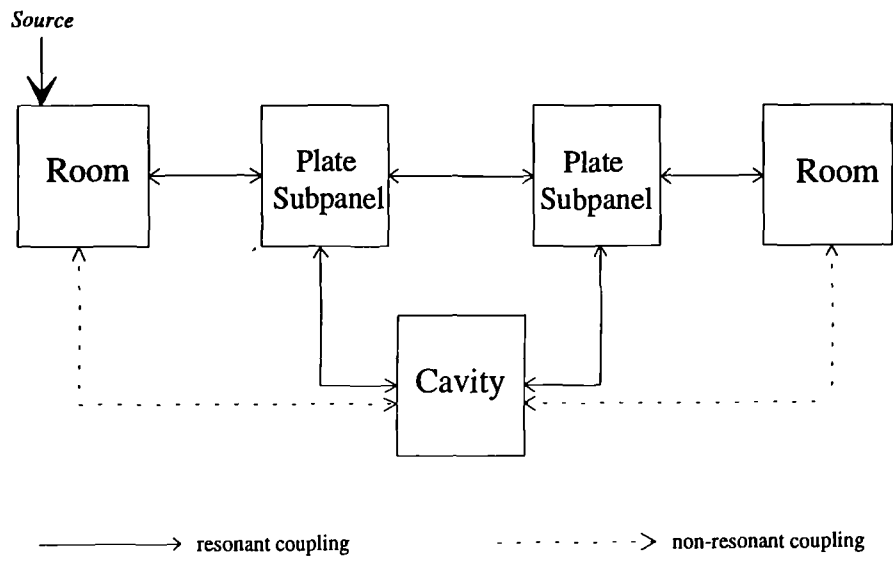 Source
Room
Plate
Subpanel
Plate
Subpanel
Room
Cavity
resonant coupling
non-resonant coupling